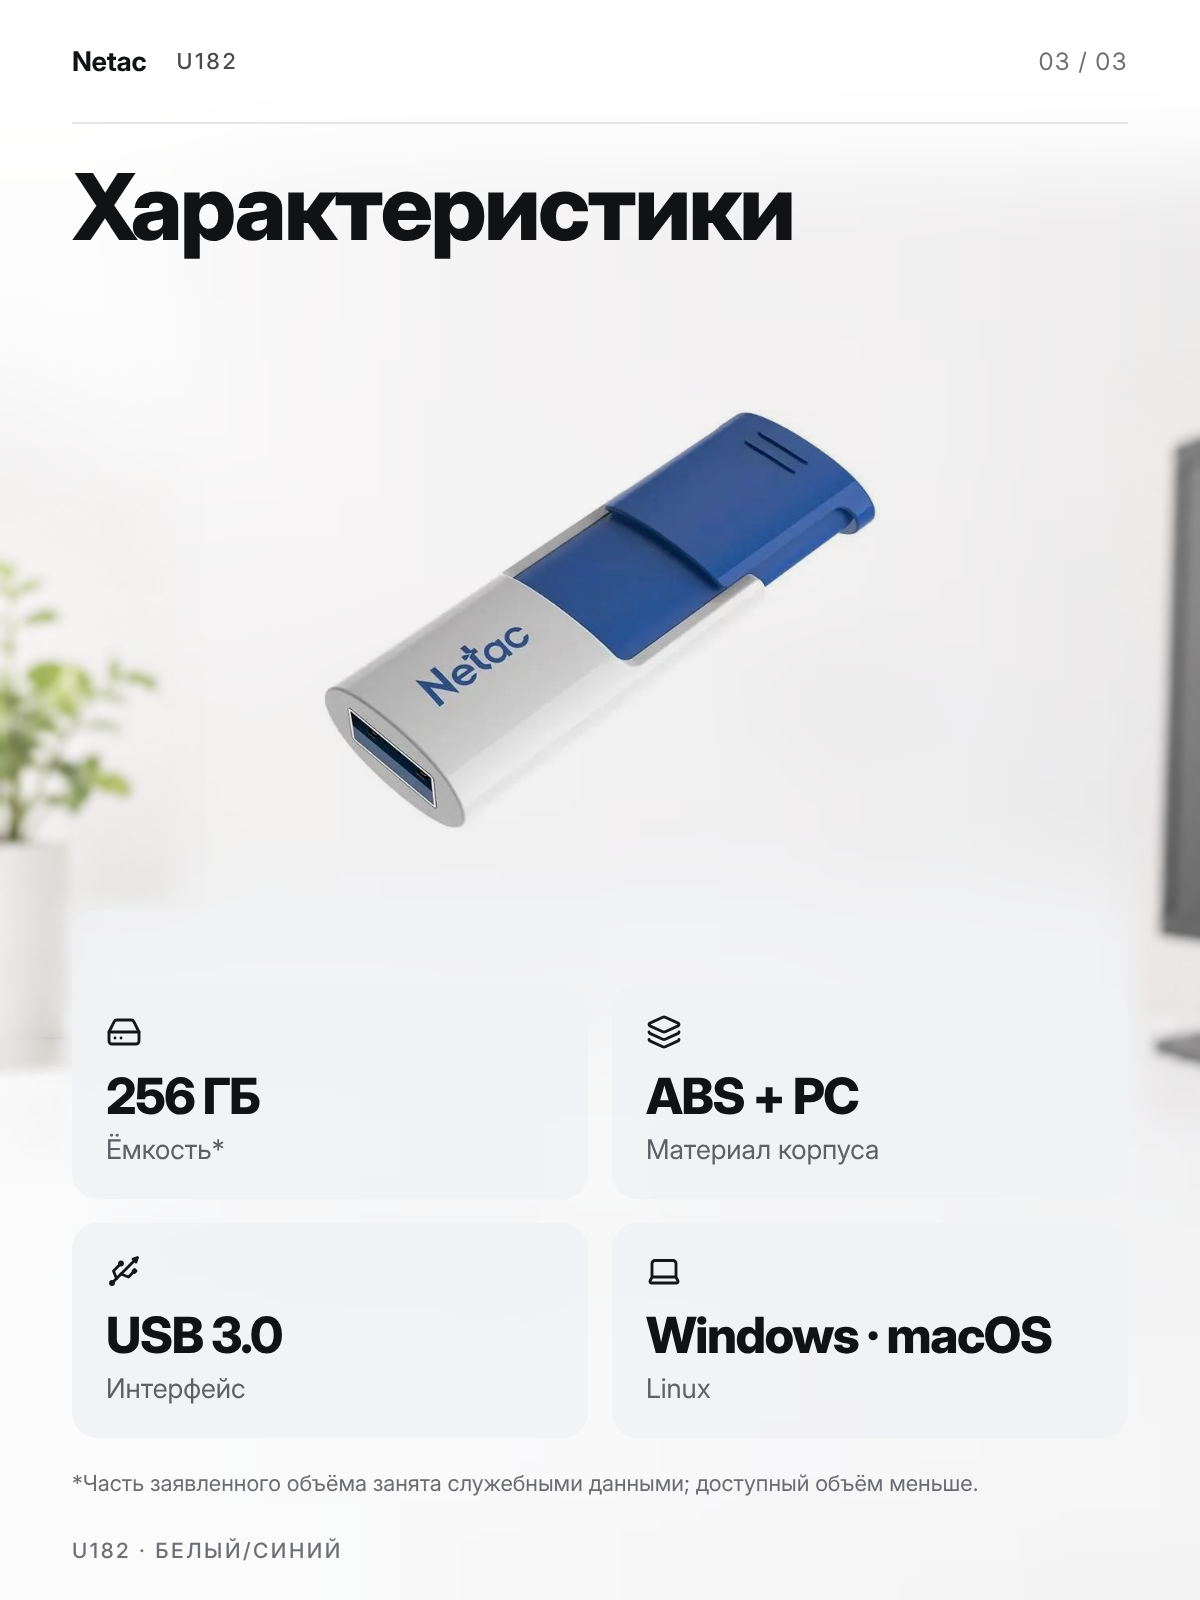 Netac U182 03 / 03
Характеристики
Netac
256 ГБ
Ёмкость*
ABS + PC
Материал корпуса
USB 3.0
Интерфейс
Windows · macOS
Linux
*Часть заявленного объёма занята служебными данными; доступный объём меньше.
U182 · БЕЛЫЙ/СИНИЙ